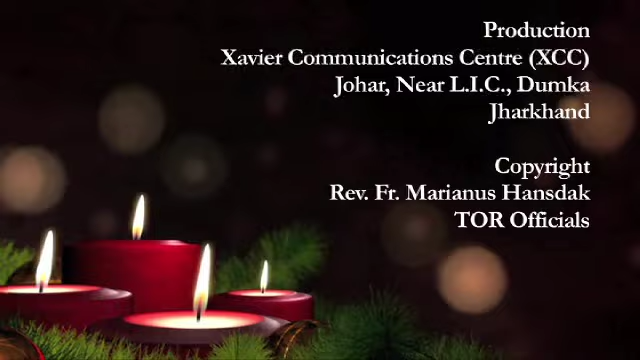 Production
Xavier Communications Centre (XCC)
Johar, Near L.I.C., Dumka
Jharkhand
Copyright
Rev. Fr. Marianus Hansdak
TOR Officials